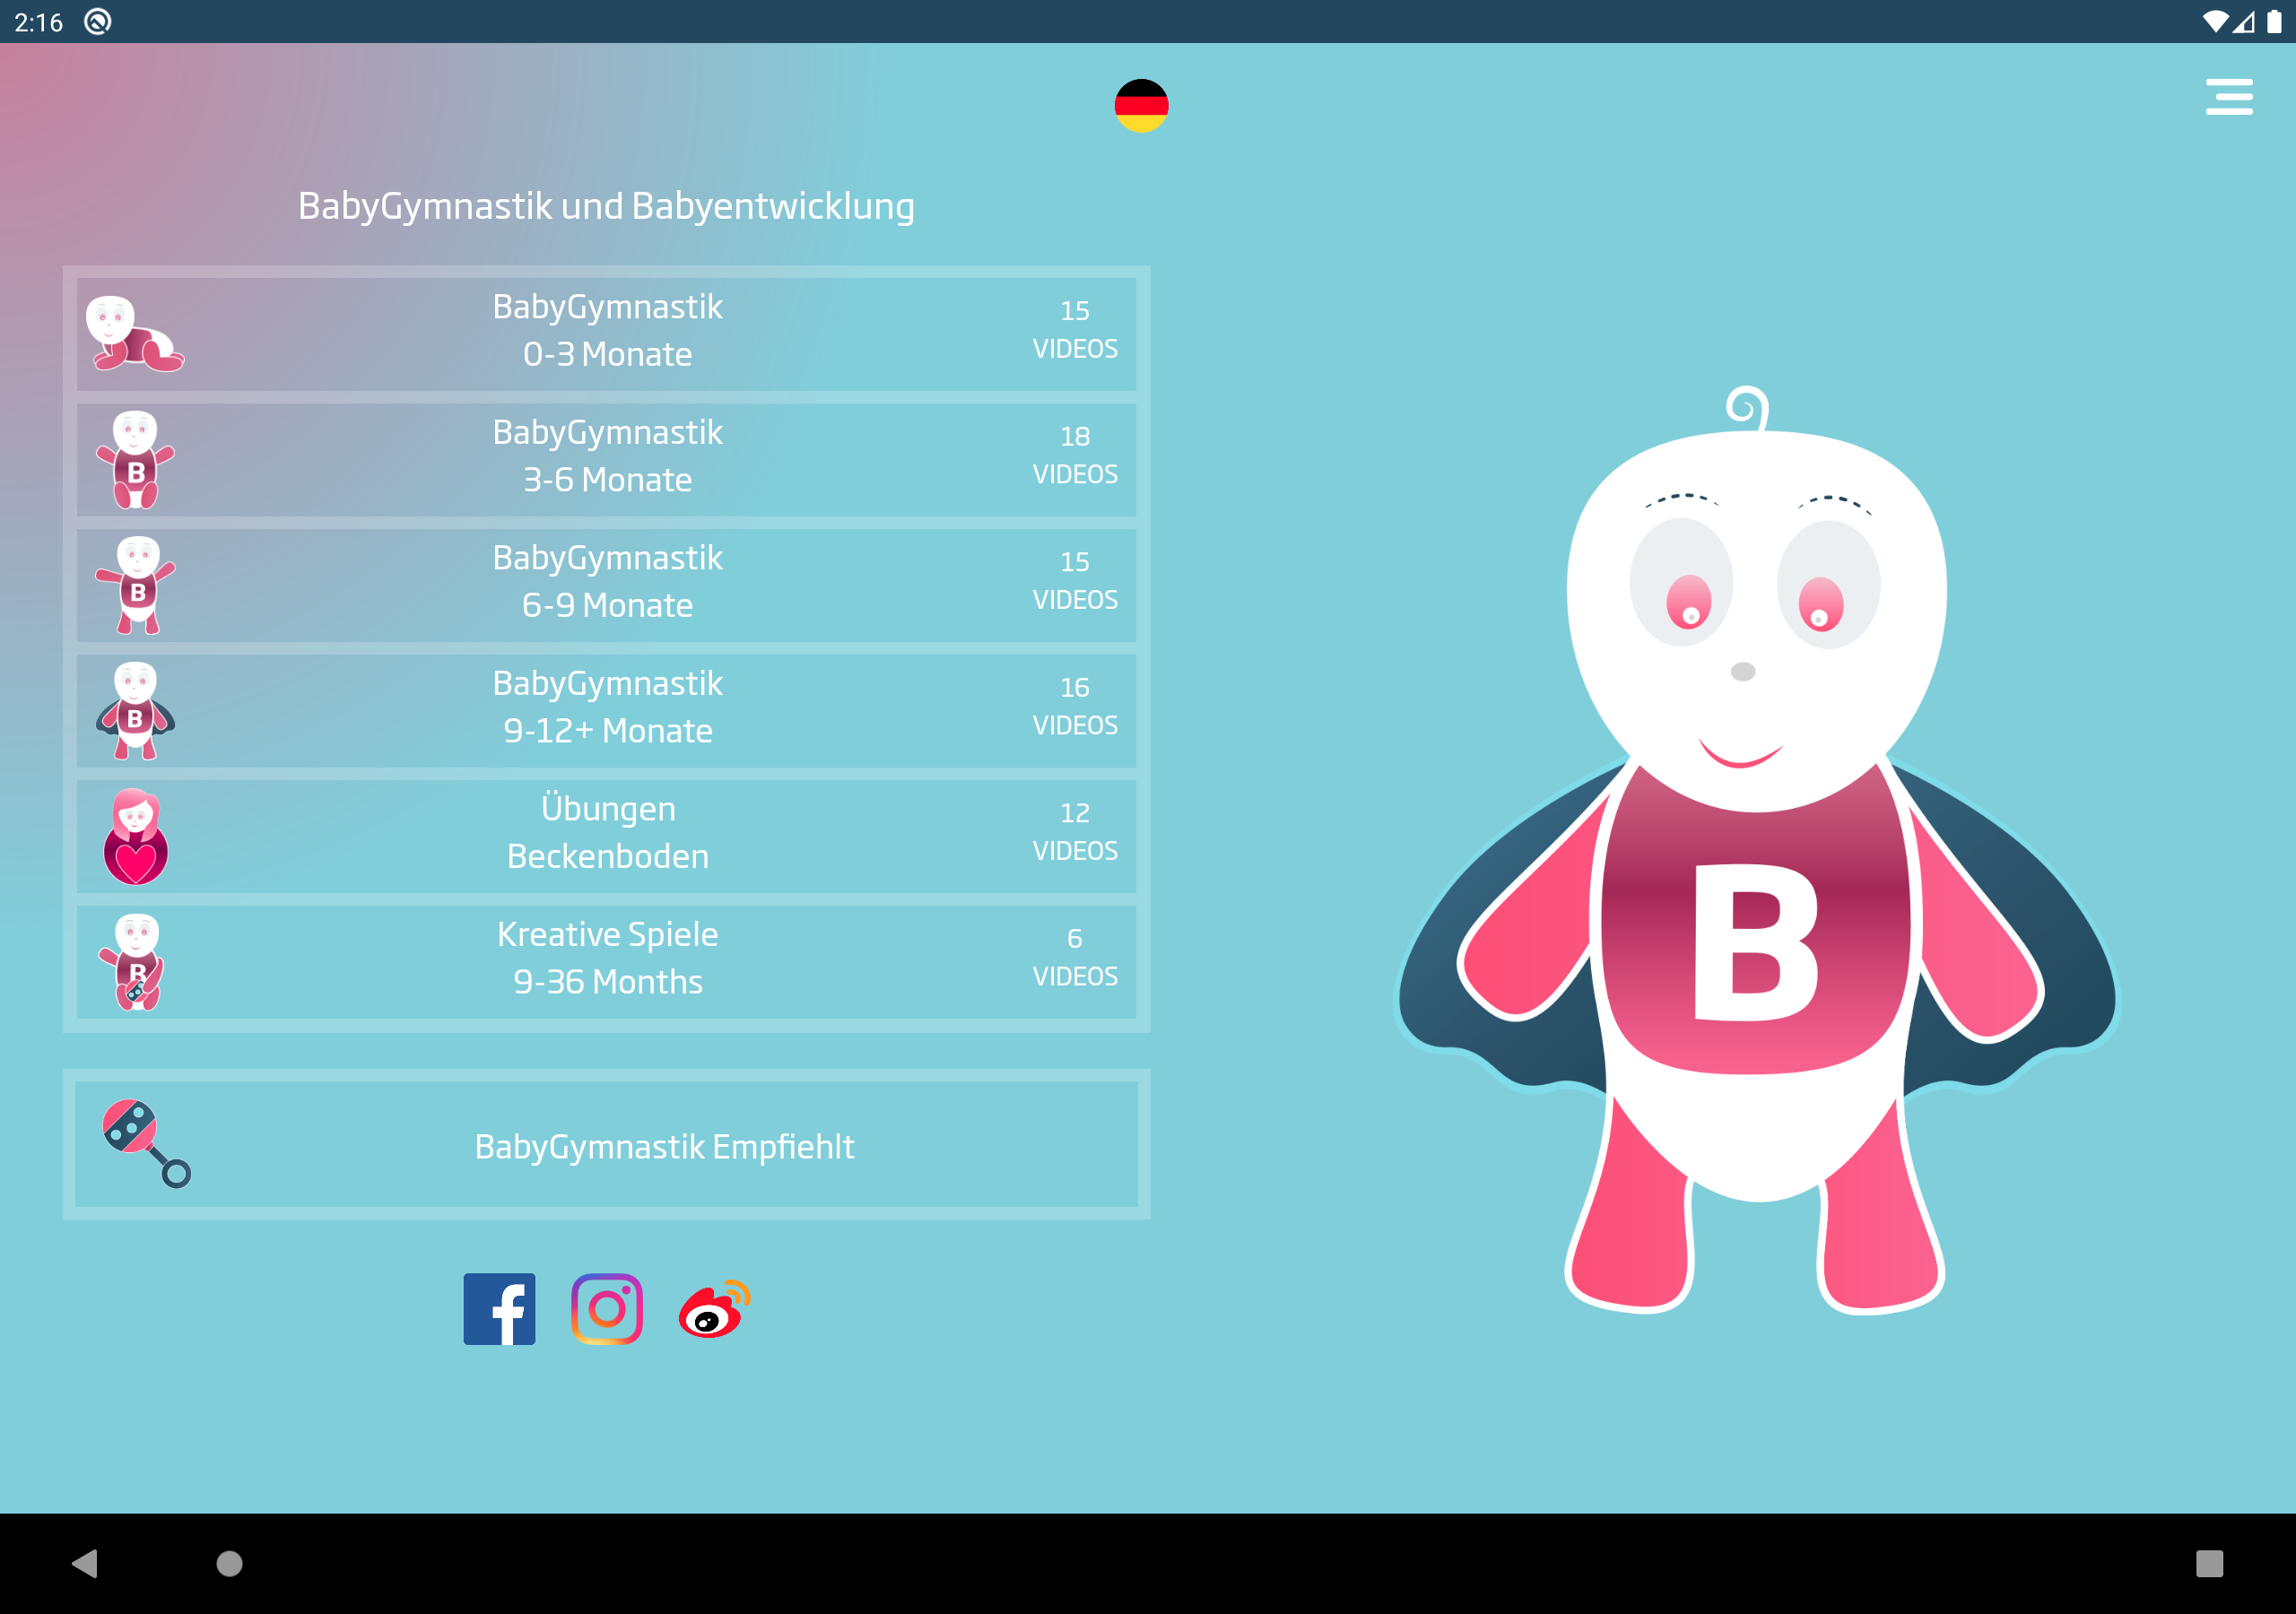 2:16
BabyGymnastik und Babyentwicklung
BabyGymnastik
0-3 Monate
15
VIDEOS
B
BabyGymnastik
3-6 Monate
18
VIDEOS
B
BabyGymnastik
6-9 Monate
15
VIDEOS
B
BabyGymnastik
9-12+ Monate
16
VIDEOS
Übungen
Beckenboden
12
VIDEOS
B
Kreative Spiele
9-36 Months
6
VIDEOS
BabyGymnastik Empfiehlt
B